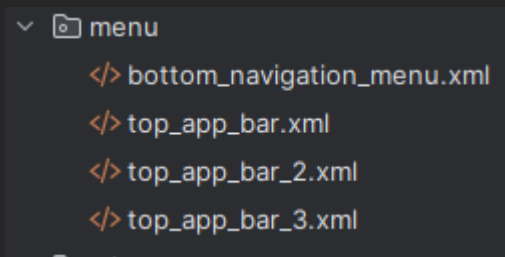 menu
bottom_navigation_menu.xml
top_app_bar.xml
top_app_bar_2.xml
top_app_bar_3.xml